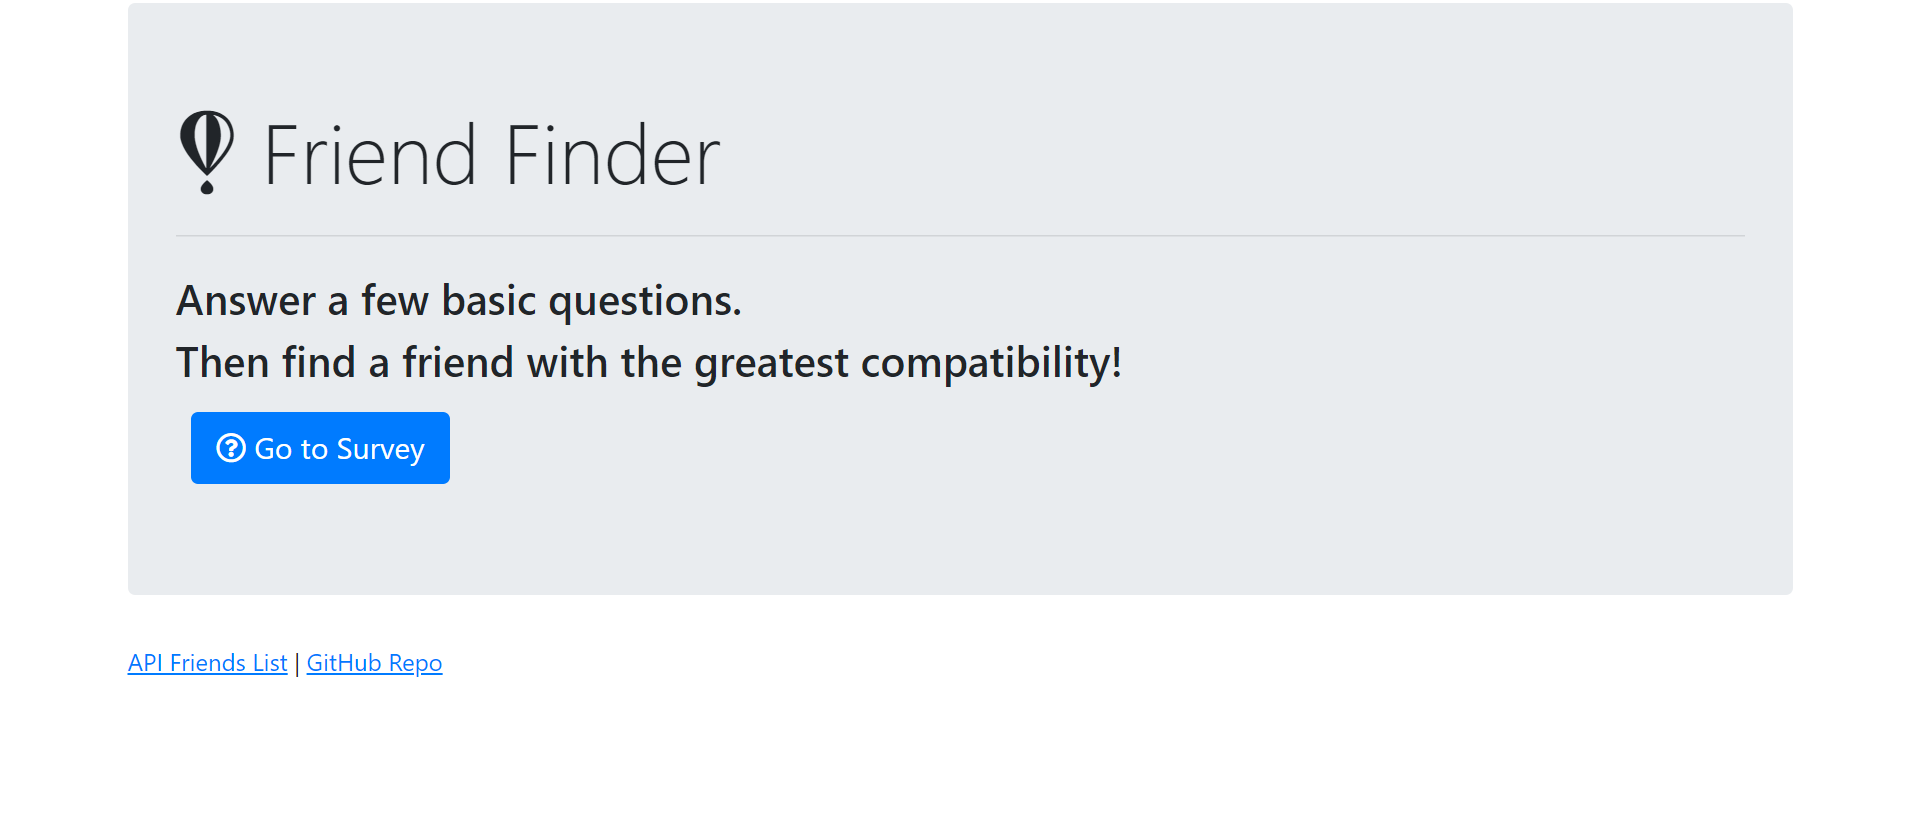 Friend Finder
Answer a few basic questions.
Then find a friend with the greatest compatibility!
Go to Survey
API Friends List | GitHub Repo